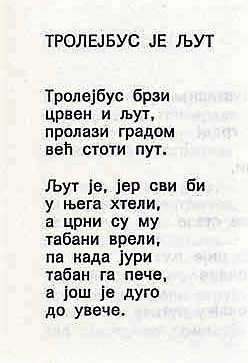 ТРОЛЕЈБУС ЈЕ ЉУТ
Тролејбус брзи
црвен и љут,
пролази градом
већ стоти пут.
Љут је, јер сви би
у њега хтели,
а црни су му
табани врели,
па када јури
табан га пече,
а још је дуго
до увече.